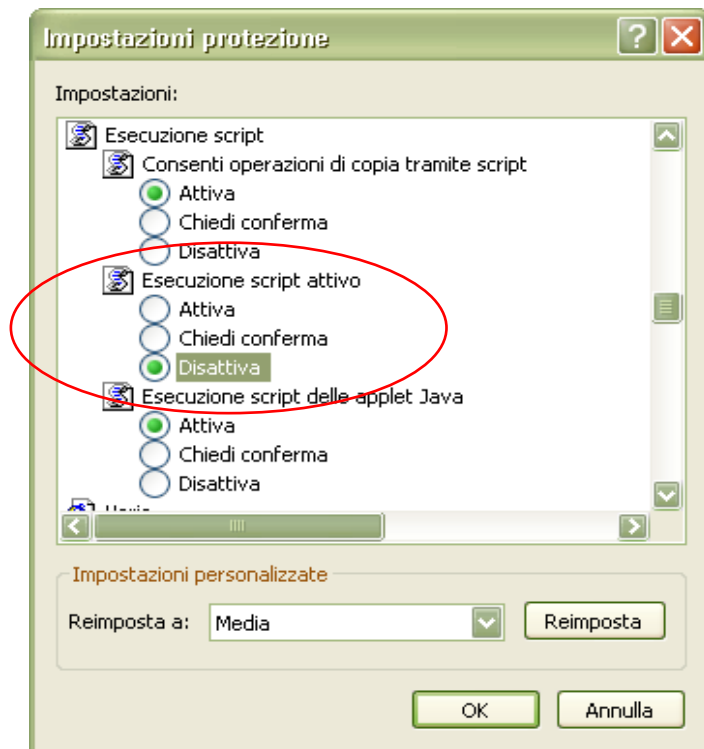 Impostazioni protezione
Impostazioni:
Esecuzione script
Consenti operazioni di copia tramite script
Attiva
Chiedi conferma
Disattiva
Esecuzione script attivo
Attiva
Chiedi conferma
Disattiva
Esecuzione script delle applet Java
Attiva
Chiedi conferma
Disattiva
Impostazioni personalizzate
Reimposta a: Media Reimposta
OK Annulla